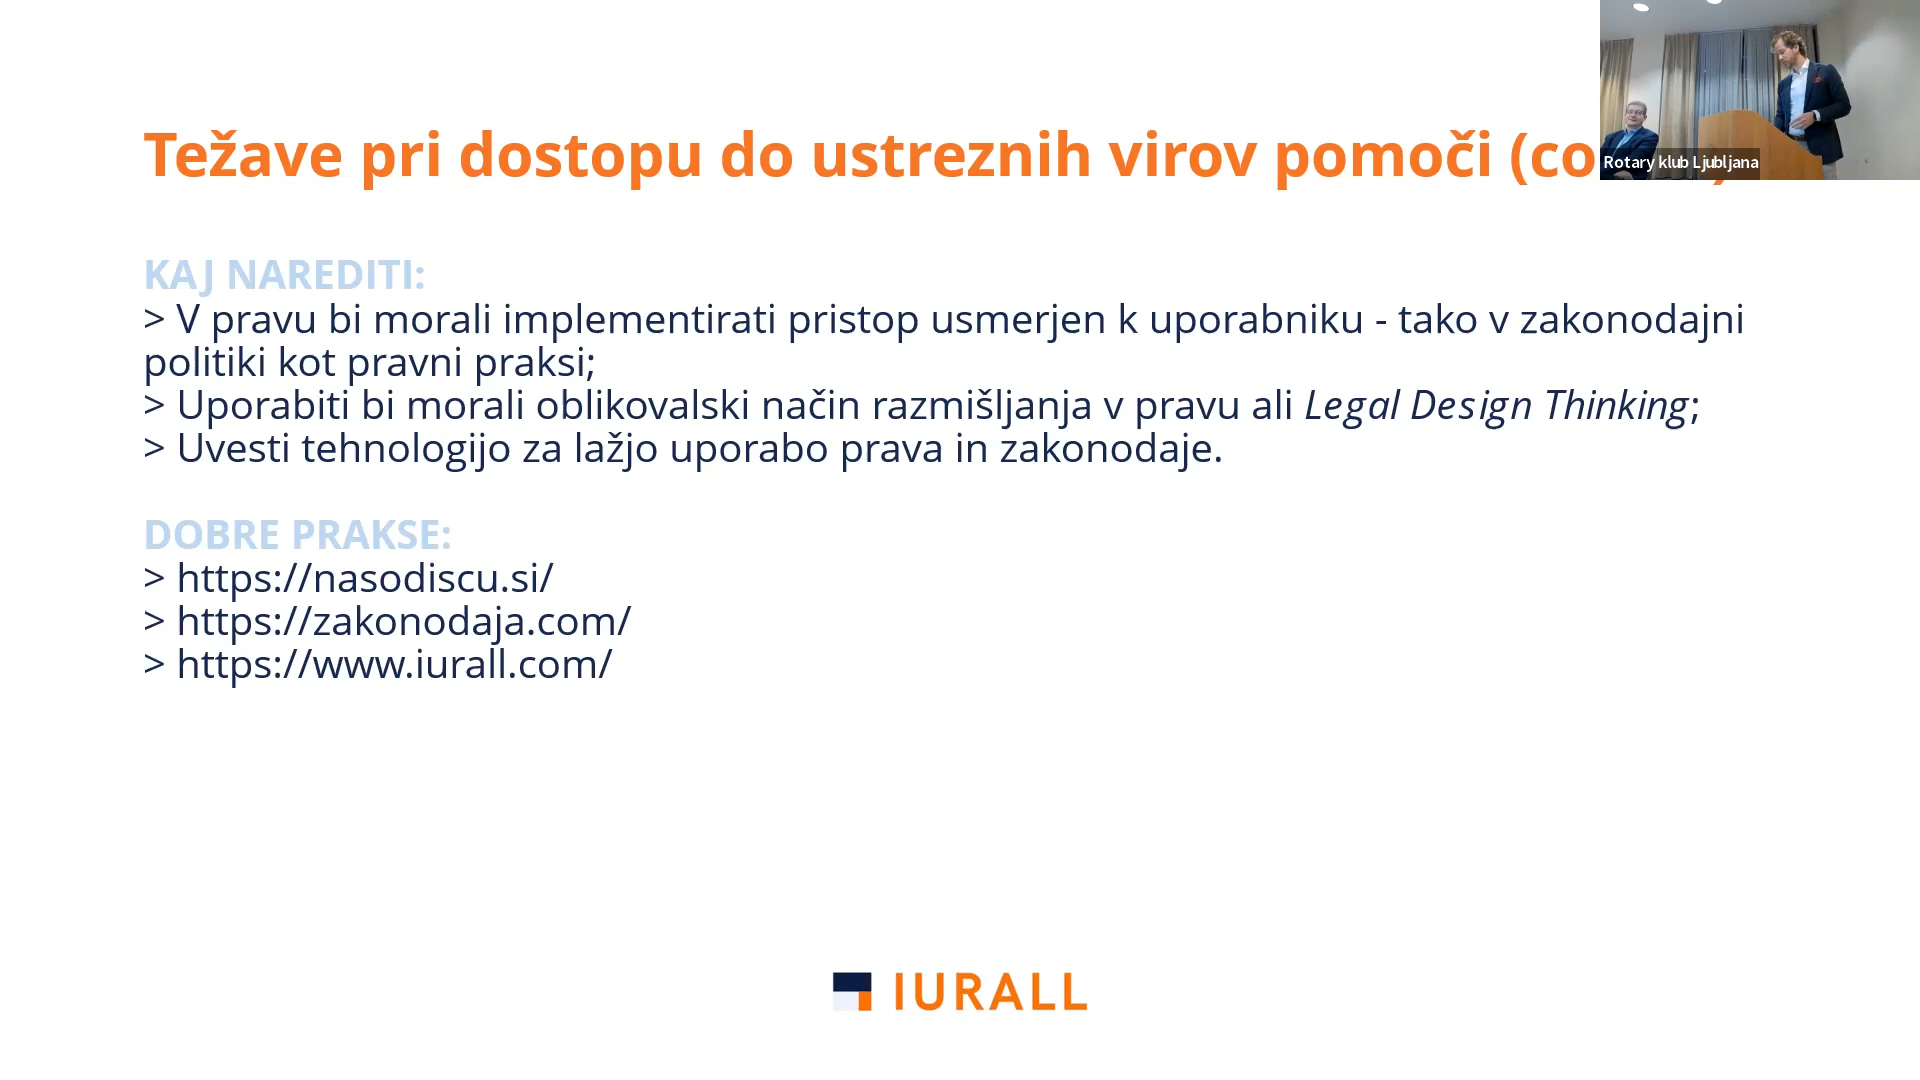 Težave pri dostopu do ustreznih virov pomoči (co
Rotary klub Ljubljana
KAJ NAREDITI:
> V pravu bi morali implementirati pristop usmerjen k uporabniku - tako v zakonodajni
politiki kot pravni praksi;
> Uporabiti bi morali oblikovalski način razmišljanja v pravu ali Legal Design Thinking;
> Uvesti tehnologijo za lažjo uporabo prava in zakonodaje.
DOBRE PRAKSE:
> https://nasodiscu.si/
> https://zakonodaja.com/
> https://www.iurall.com/
IURALL